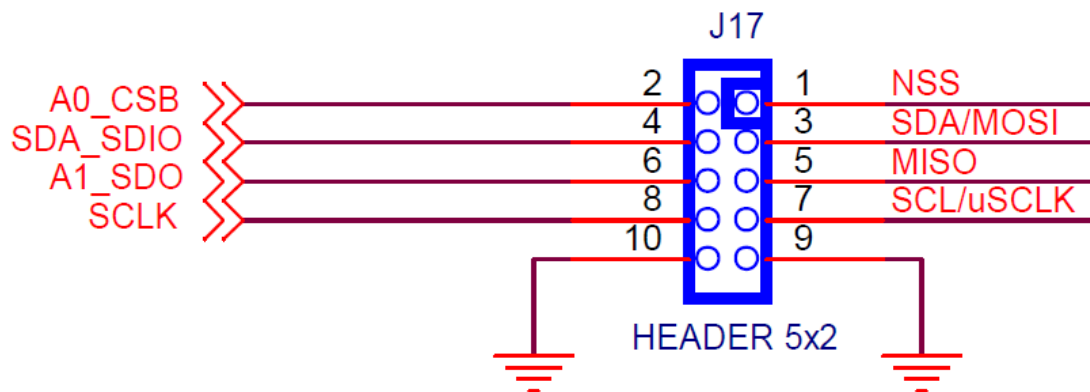 J17
A0_CSB 2 1 NSS
SDA_SDIO 4 3 SDA/MOSI
A1_SDO 6 5 MISO
SCLK 8 7 SCL/uSCLK
10 9
HEADER 5x2